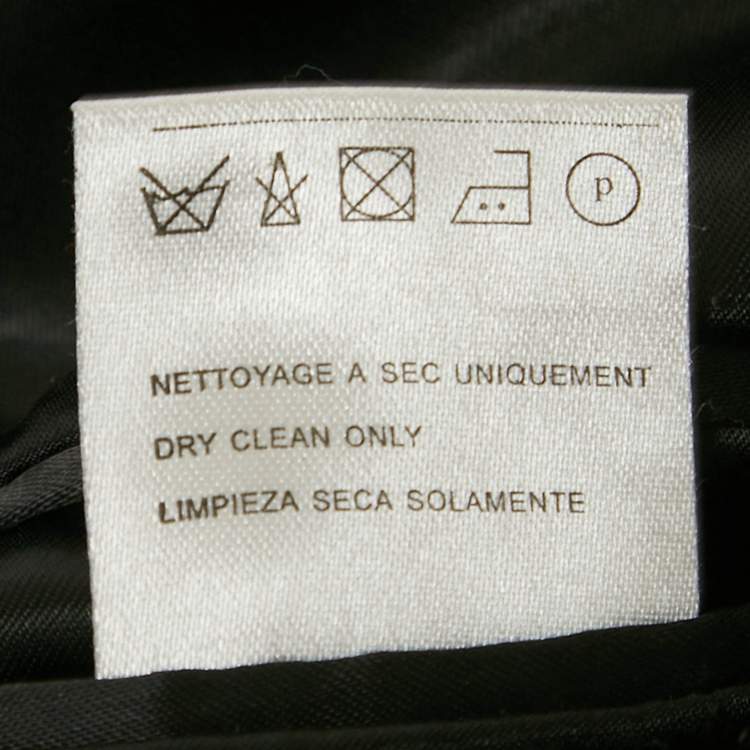 p
NETTOYAGE A SEC UNIQUEMENT
DRY CLEAN ONLY
LIMPIEZA SECA SOLAMENTE